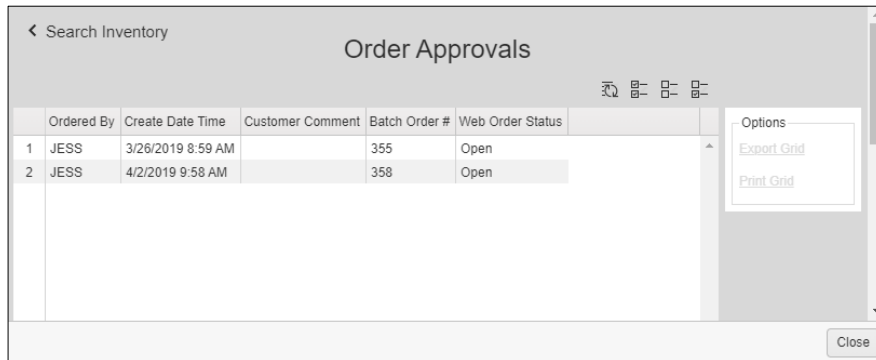 Search Inventory
Order Approvals
Ordered By Create Date Time Customer Comment Batch Order # Web Order Status
1 JESS 3/26/2019 8:59 AM 355 Open
2 JESS 4/2/2019 9:58 AM 358 Open
Options
Export Grid
Print Grid
Close